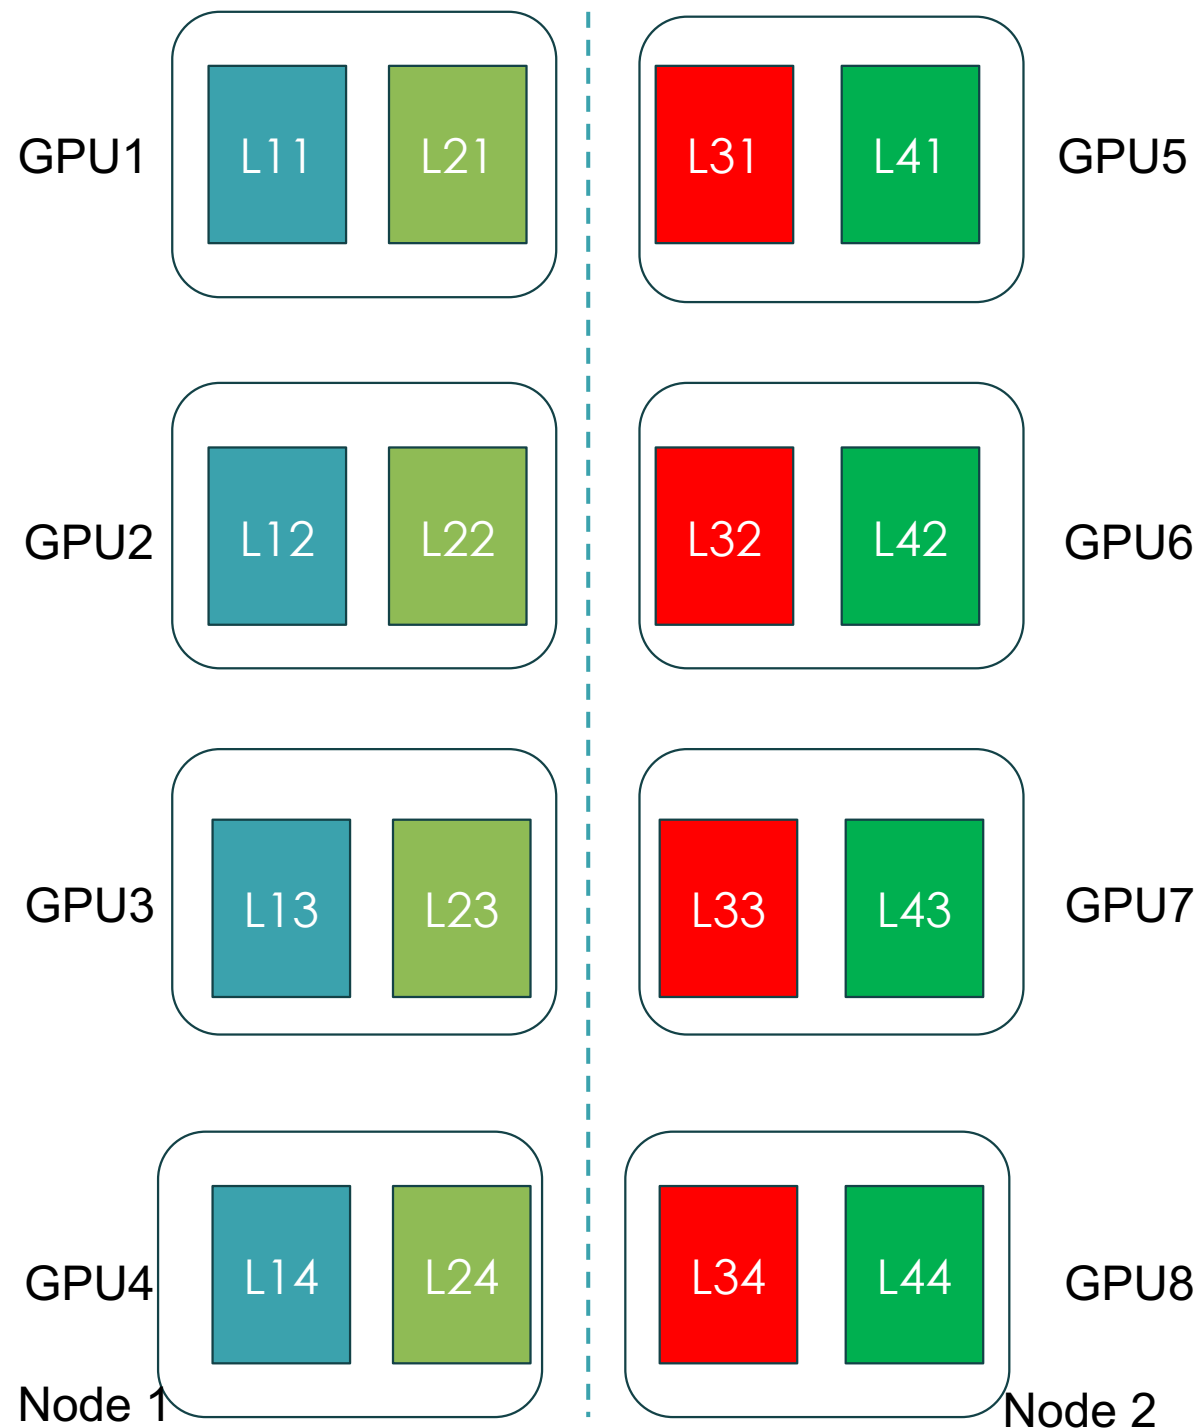 GPU1 L11 L21 L31 L41 GPU5
GPU2 L12 L22 L32 L42 GPU6
GPU3 L13 L23 L33 L43 GPU7
GPU4 L14 L24 L34 L44 GPU8
Node 1 Node 2